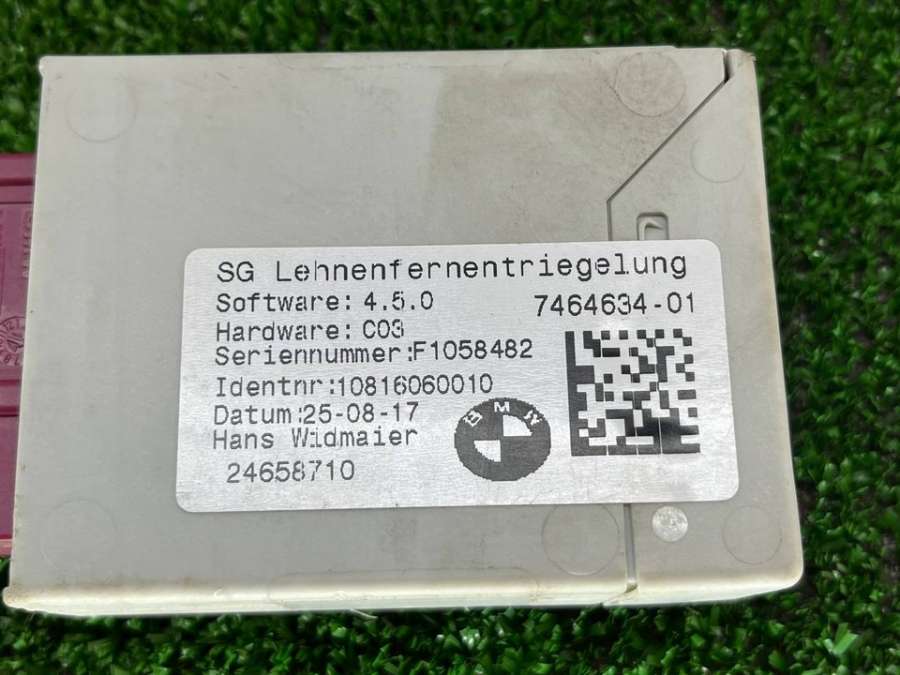 SG Lehnenfernentriegelung
Software: 4.5.0 7464634-01
Hardware: C03
Seriennummer:F1058482
Identnr:10816060010
Datum:25-08-17
Hans Widmaier
24658710
BMW